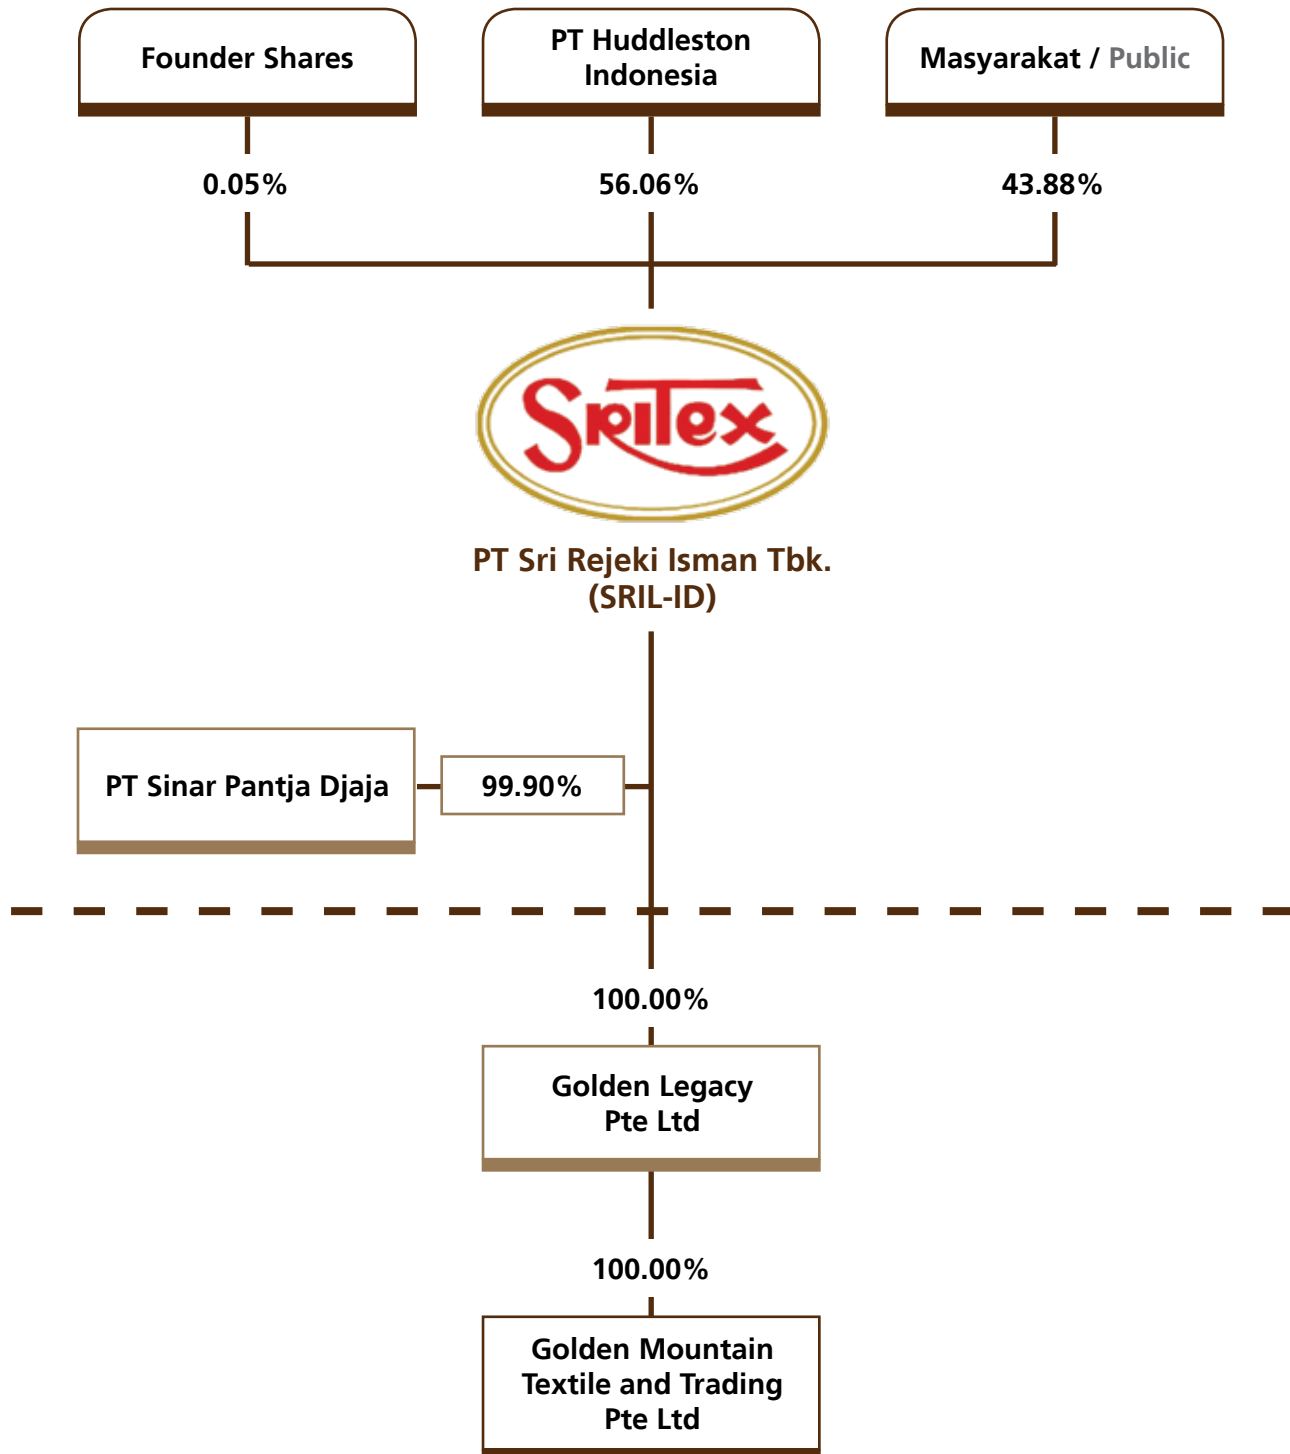 Founder Shares
PT Huddleston
Indonesia
Masyarakat / Public
0.05%
56.06%
43.88%
SRITEX
PT Sri Rejeki Isman Tbk.
(SRIL-ID)
PT Sinar Pantja Djaja
99.90%
100.00%
Golden Legacy
Pte Ltd
100.00%
Golden Mountain
Textile and Trading
Pte Ltd